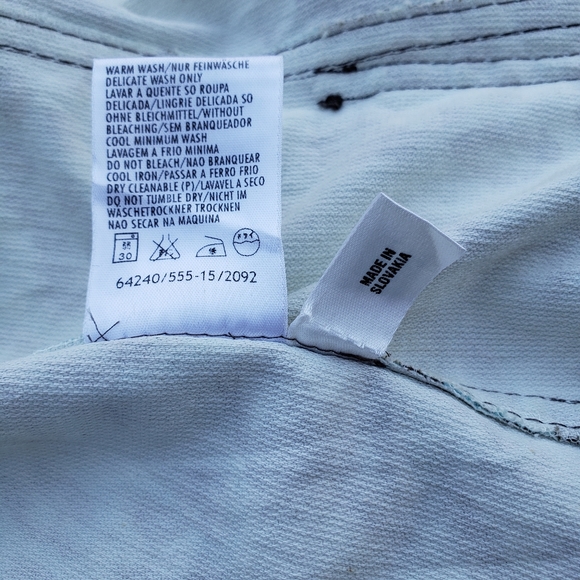 WARM WASH/NUR FEINWÄSCHE
DELICATE WASH ONLY
LAVAR A QUENTE SO ROUPA
DELICADA/LINGRIE DELICADA SO
OHNE BLEICHMITTEL/WITHOUT
BLEACHING/SEM BRANQUEADOR
COOL MINIMUM WASH
LAVAGEM A FRIO MINIMA
DO NOT BLEACH/NAO BRANQUEAR
COOL IRON/PASSAR A FERRO FRIO
DRY CLEANABLE (P)/LAVAVEL A SECO
DO NOT TUMBLE DRY/NICHT IM
WÄSCHETROCKNER TROCKNEN
NAO SECAR NA MAQUINA
30
64240/555-15/2092
MADE IN
SLOVAKIA